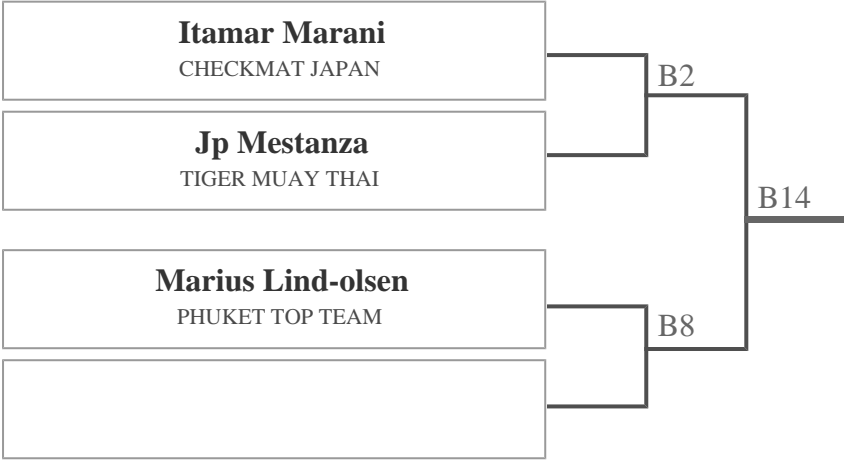 Itamar Marani
CHECKMAT JAPAN
B2
Jp Mestanza
TIGER MUAY THAI
B14
Marius Lind-olsen
PHUKET TOP TEAM
B8